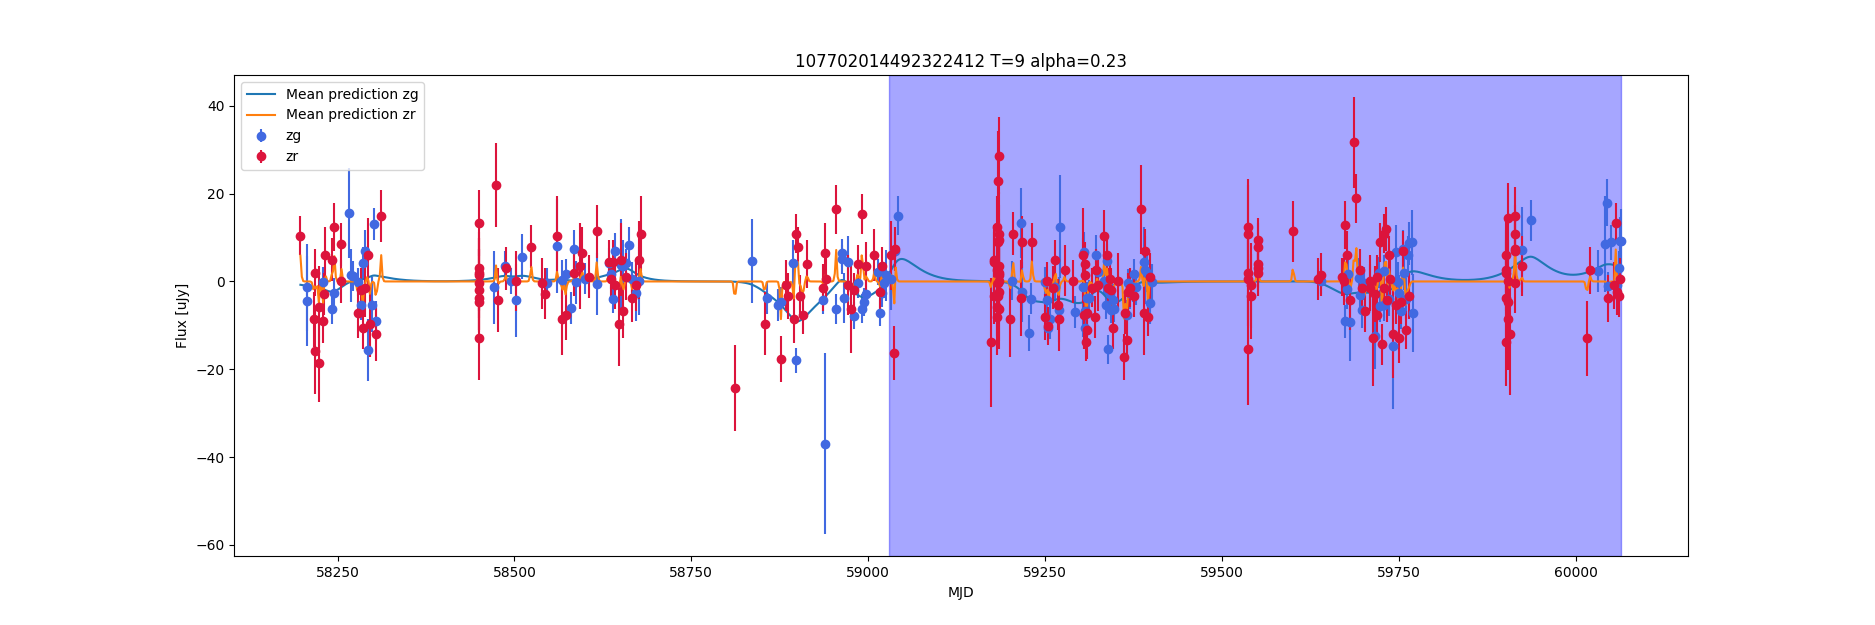 107702014492322412 T=9 alpha=0.23
Mean prediction zg
Mean prediction zr
zg
zr
40
20
0
−20
−40
−60
Flux [uJy]
58250 58500 58750 59000 59250 59500 59750 60000
MJD